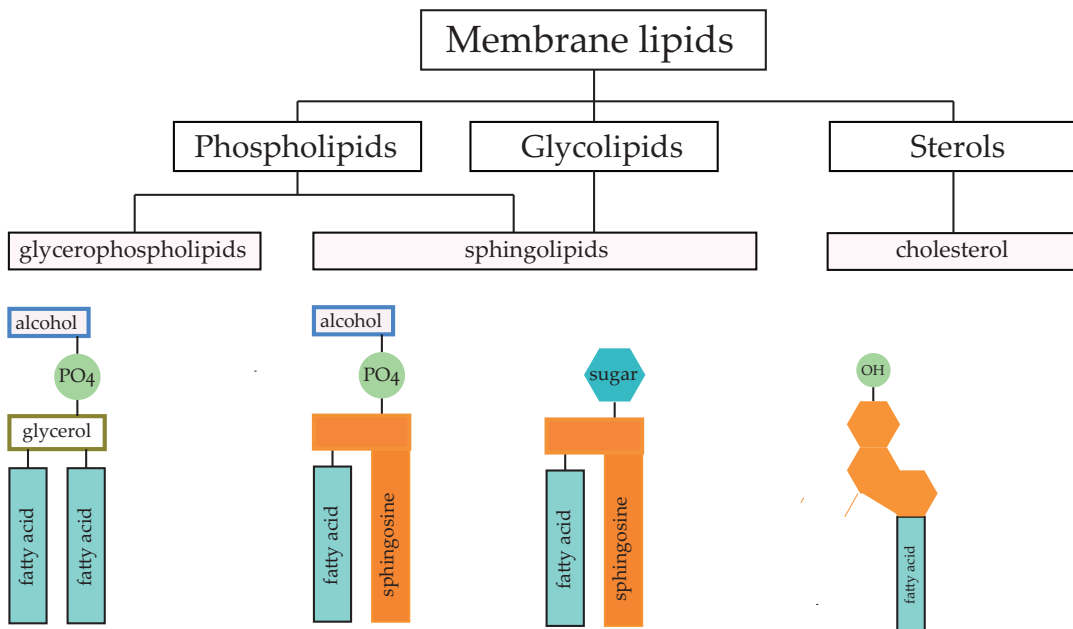 Membrane lipids
Phospholipids
Glycolipids
Sterols
glycerophospholipids
sphingolipids
cholesterol
alcohol
PO4
glycerol
fatty acid
fatty acid
alcohol
PO4
fatty acid
sphingosine
sugar
fatty acid
sphingosine
OH
fatty acid